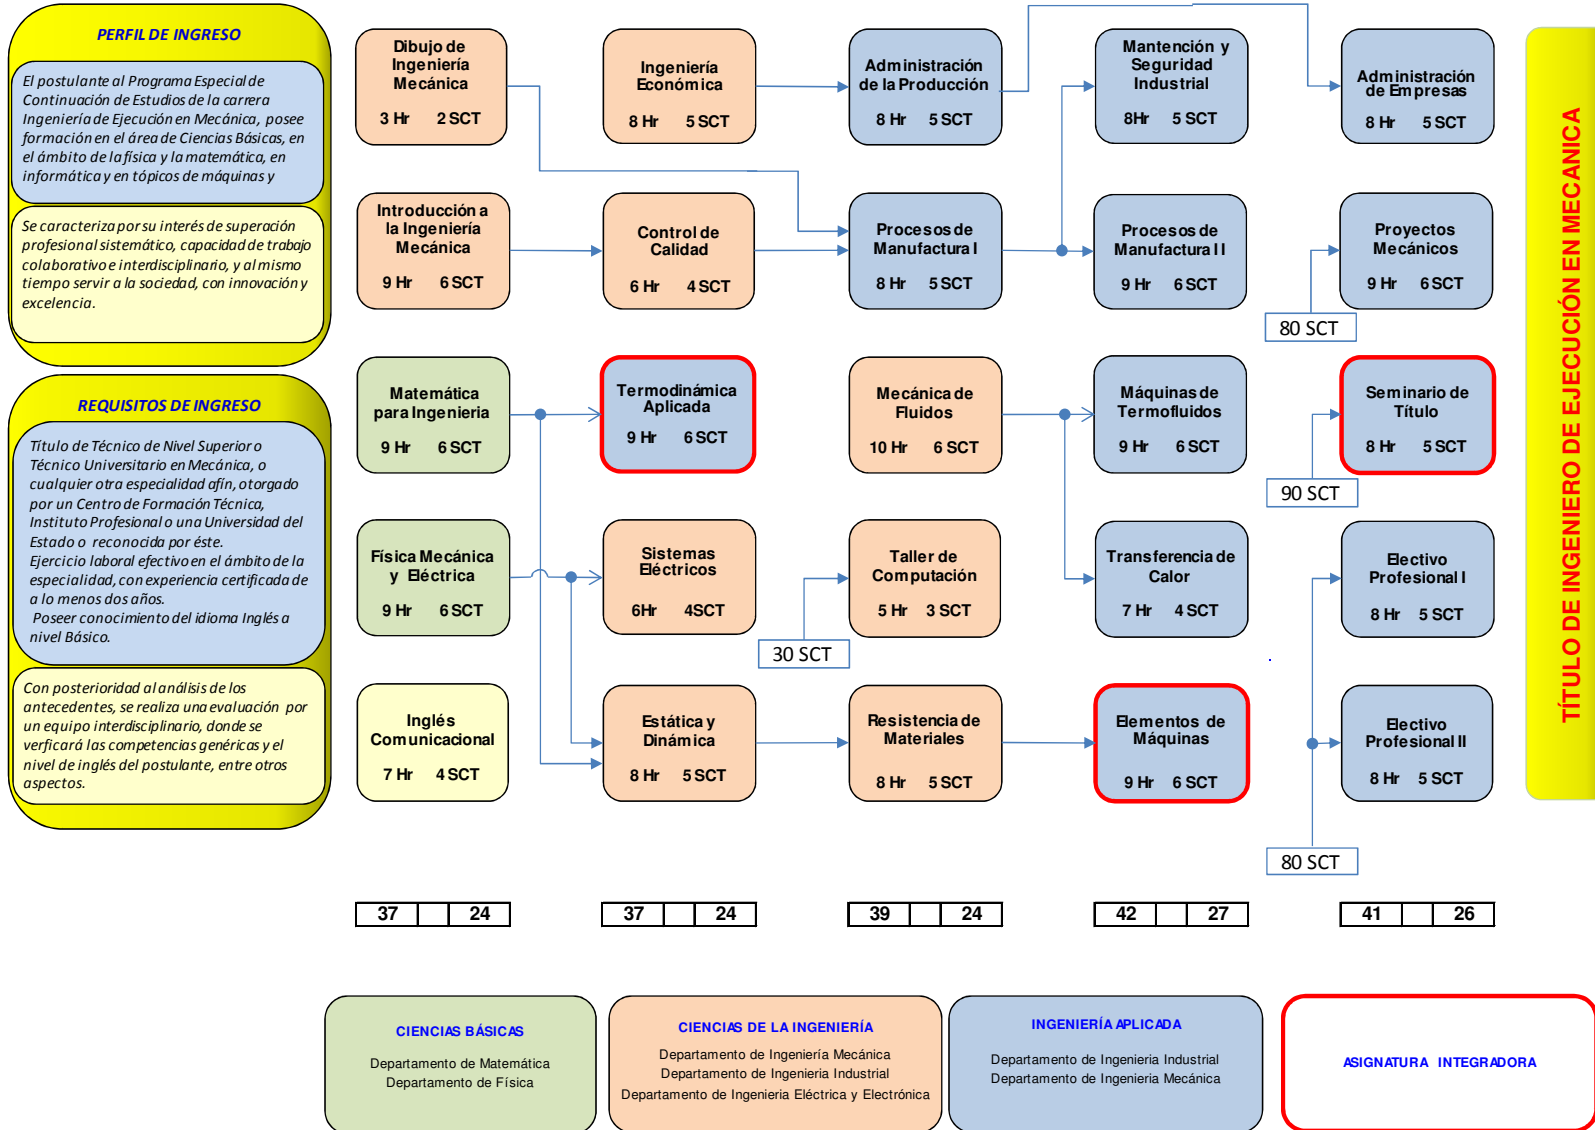 PERFIL DE INGRESO
El postulante al Programa Especial de
Continuación de Estudios de la carrera
Ingeniería de Ejecución en Mecánica, posee
formación en el área de Ciencias Básicas, en
el ámbito de la física y la matemática, en
informática y en tópicos de máquinas y
Se caracteriza por su interés de superación
profesional sistemático, capacidad de trabajo
colaborativo e interdisciplinario, y al mismo
tiempo servir a la sociedad, con innovación y
excelencia.
REQUISITOS DE INGRESO
Título de Técnico de Nivel Superior o
Técnico Universitario en Mecánica, o
cualquier otra especialidad afín, otorgado
por un Centro de Formación Técnica,
Instituto Profesional o una Universidad del
Estado o reconocida por éste.
Ejercicio laboral efectivo en el ámbito de la
especialidad, con experiencia certificada de
a lo menos dos años.
Poseer conocimiento del idioma Inglés a
nivel Básico.
Con posterioridad al análisis de los
antecedentes, se realiza una evaluación por
un equipo interdisciplinario, donde se
verficará las competencias genéricas y el
nivel de inglés del postulante, entre otros
aspectos.
Dibujo de
Ingeniería
Mecánica
3 Hr 2 SCT
Introducción a
la Ingeniería
Mecánica
9 Hr 6 SCT
Matemática
para Ingenieria
9 Hr 6 SCT
Física Mecánica
y Eléctrica
9 Hr 6 SCT
Inglés
Comunicacional
7 Hr 4 SCT
37 24
Ingeniería
Económica
8 Hr 5 SCT
Control de
Calidad
6 Hr 4 SCT
Termodinámica
Aplicada
9 Hr 6 SCT
Sistemas
Eléctricos
6Hr 4SCT
Estática y
Dinámica
8 Hr 5 SCT
37 24
Administración
de la Producción
8 Hr 5 SCT
Procesos de
Manufactura I
8 Hr 5 SCT
Mecánica de
Fluidos
10 Hr 6 SCT
Taller de
Computación
5 Hr 3 SCT
30 SCT
Resistencia de
Materiales
8 Hr 5 SCT
39 24
Mantención y
Seguridad
Industrial
8Hr 5 SCT
Procesos de
Manufactura II
9 Hr 6 SCT
Máquinas de
Termofluidos
9 Hr 6 SCT
Transferencia de
Calor
7 Hr 4 SCT
Elementos de
Máquinas
9 Hr 6 SCT
42 27
Administración
de Empresas
8 Hr 5 SCT
Proyectos
Mecánicos
9 Hr 6 SCT
80 SCT
Seminario de
Título
8 Hr 5 SCT
90 SCT
Electivo
Profesional I
8 Hr 5 SCT
Electivo
Profesional II
8 Hr 5 SCT
80 SCT
41 26
TÍTULO DE INGENIERO DE EJECUCIÓN EN MECANICA
CIENCIAS BÁSICAS
Departamento de Matemática
Departamento de Física
CIENCIAS DE LA INGENIERÍA
Departamento de Ingeniería Mecánica
Departamento de Ingenieria Industrial
Departamento de Ingenieria Eléctrica y Electrónica
INGENIERÍA APLICADA
Departamento de Ingenieria Industrial
Departamento de Ingenieria Mecánica
ASIGNATURA INTEGRADORA